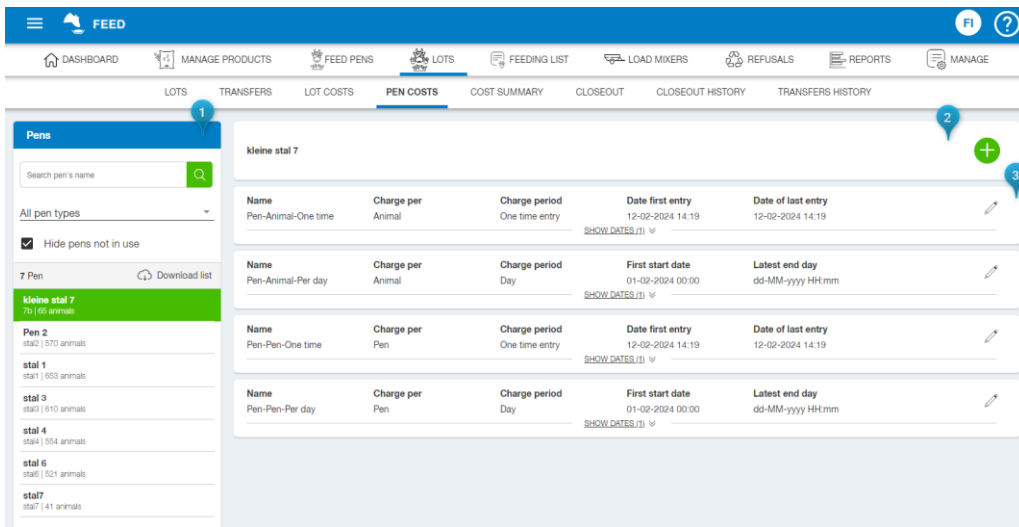 FEED
FI
?
DASHBOARD
MANAGE PRODUCTS
FEED PENS
LOTS
FEEDING LIST
LOAD MIXERS
REFUSALS
REPORTS
MANAGE
LOTS
TRANSFERS
LOT COSTS
PEN COSTS
COST SUMMARY
CLOSEOUT
CLOSEOUT HISTORY
TRANSFERS HISTORY
1
Pens
Search pen's name
All pen types
Hide pens not in use
7 Pen
Download list
kleine stal 7
7b | 65 animals
Pen 2
stal2 | 570 animals
stal 1
stal1 | 653 animals
stal 3
stal3 | 610 animals
stal 4
stal4 | 554 animals
stal 6
stal6 | 521 animals
stal7
stal7 | 41 animals
2
kleine stal 7
3
Name Charge per Charge period Date first entry Date of last entry
Pen-Animal-One time Animal One time entry 12-02-2024 14:19 12-02-2024 14:19
SHOW DATES (1)
Name Charge per Charge period First start date Latest end day
Pen-Animal-Per day Animal Day 01-02-2024 00:00 dd-MM-yyyy HH:mm
SHOW DATES (1)
Name Charge per Charge period Date first entry Date of last entry
Pen-Pen-One time Pen One time entry 12-02-2024 14:19 12-02-2024 14:19
SHOW DATES (1)
Name Charge per Charge period First start date Latest end day
Pen-Pen-Per day Pen Day 01-02-2024 00:00 dd-MM-yyyy HH:mm
SHOW DATES (1)